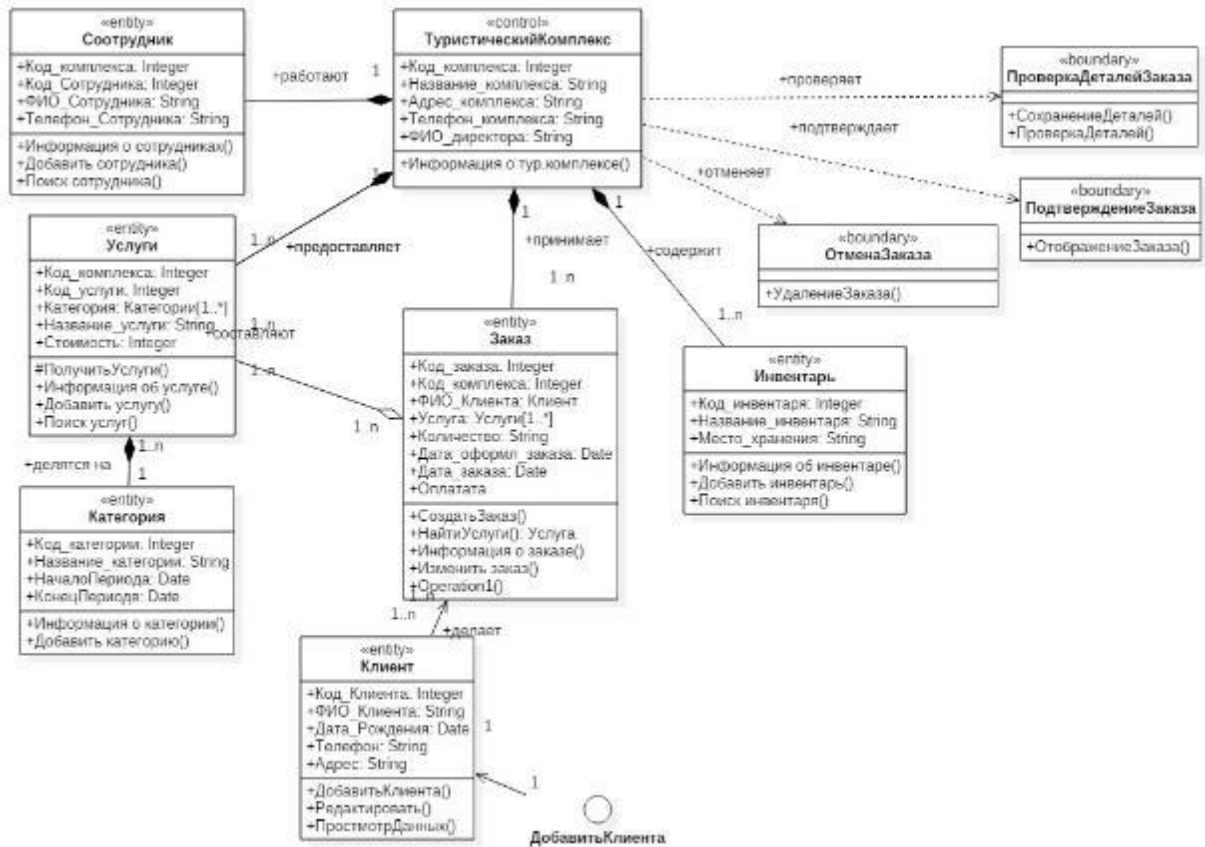 «entity»
Соотрудник
+Код_комплекса: Integer
+Код_Сотрудника: Integer
+ФИО_Сотрудника: String
+Телефон_Сотрудника: String
+Информация о сотрудниках()
+Добавить сотрудника()
+Поиск сотрудника()
+работают
1
«control»
ТуристическийКомплекс
+Код_комплекса: Integer
+Название_комплекса: String
+Адрес_комплекса: String
+Телефон_комплекса: String
+ФИО_директора: String
+Информация о тур.комплексе()
+проверяет
+подтверждает
+отменяет
«boundary»
ПроверкаДеталейЗаказа
+СохранениеДеталей()
+ПроверкаДеталей()
«boundary»
ПодтверждениеЗаказа
+ОтображениеЗаказа()
«boundary»
ОтменаЗаказа
+УдалениеЗаказа()
1
1..n
+предоставляет
1
+принимает
1..n
1
+содержит
1..n
«entity»
Услуги
+Код_комплекса: Integer
+Код_услуги: Integer
+Категория: Категории[1..*]
+Название_услуги: String
+Стоимость: Integer
#ПолучитьУслуги()
+Информация об услуге()
+Добавить услугу()
+Поиск услуг()
1..n
+составляют
1..n
1..n
«entity»
Заказ
+Код_заказа: Integer
+Код_комплекса: Integer
+ФИО_Клиента: Клиент
+Услуга: Услуги[1..*]
+Количество: String
+Дата_оформл_заказа: Date
+Дата_заказа: Date
+Оплатата
+СоздатьЗаказ()
+НайтиУслуги(): Услуга
+Информация о заказе()
+Изменить заказ()
+Operation1()
«entity»
Инвентарь
+Код_инвентаря: Integer
+Название_инвентаря: String
+Место_хранения: String
+Информация об инвентаре()
+Добавить инвентарь()
+Поиск инвентаря()
1..n
+делятся на
1
«entity»
Категория
+Код_категории: Integer
+Название_категории: String
+НачалоПериода: Date
+КонецПериодя: Date
+Информация о категории()
+Добавить категорию()
1..n
1..n
+делает
«entity»
Клиент
+Код_Клиента: Integer
+ФИО_Клиента: String
+Дата_Рождения: Date
+Телефон: String
+Адрес: String
+ДобавитьКлиента()
+Редактировать()
+ПростмотрДанных()
1
1
ДобавитьКлиента